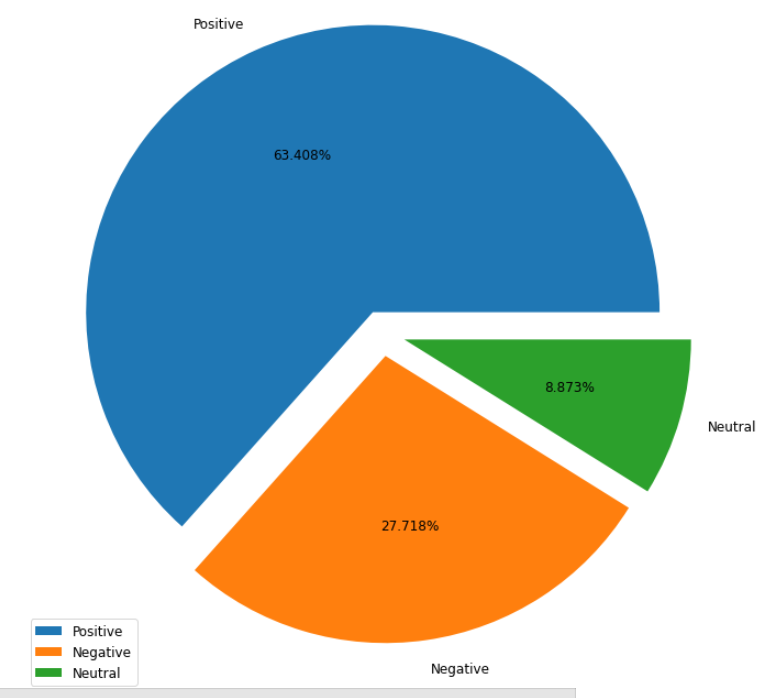 Positive
63.408%
8.873%
Neutral
27.718%
Negative
Positive
Negative
Neutral